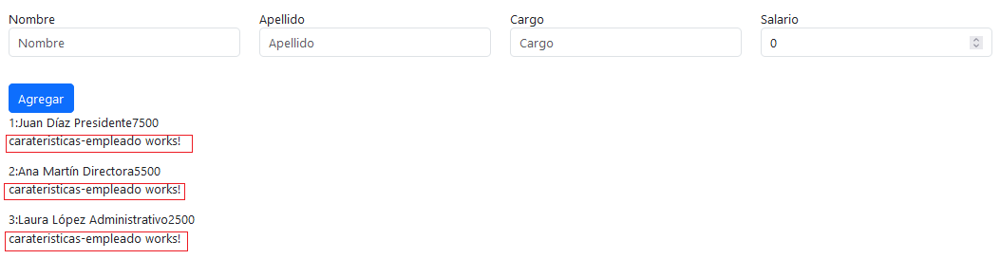 Nombre Apellido Cargo Salario
Nombre Apellido Cargo 0
Agregar
1:Juan Díaz Presidente7500
carateristicas-empleado works!
2:Ana Martín Directora5500
carateristicas-empleado works!
3:Laura López Administrativo2500
carateristicas-empleado works!